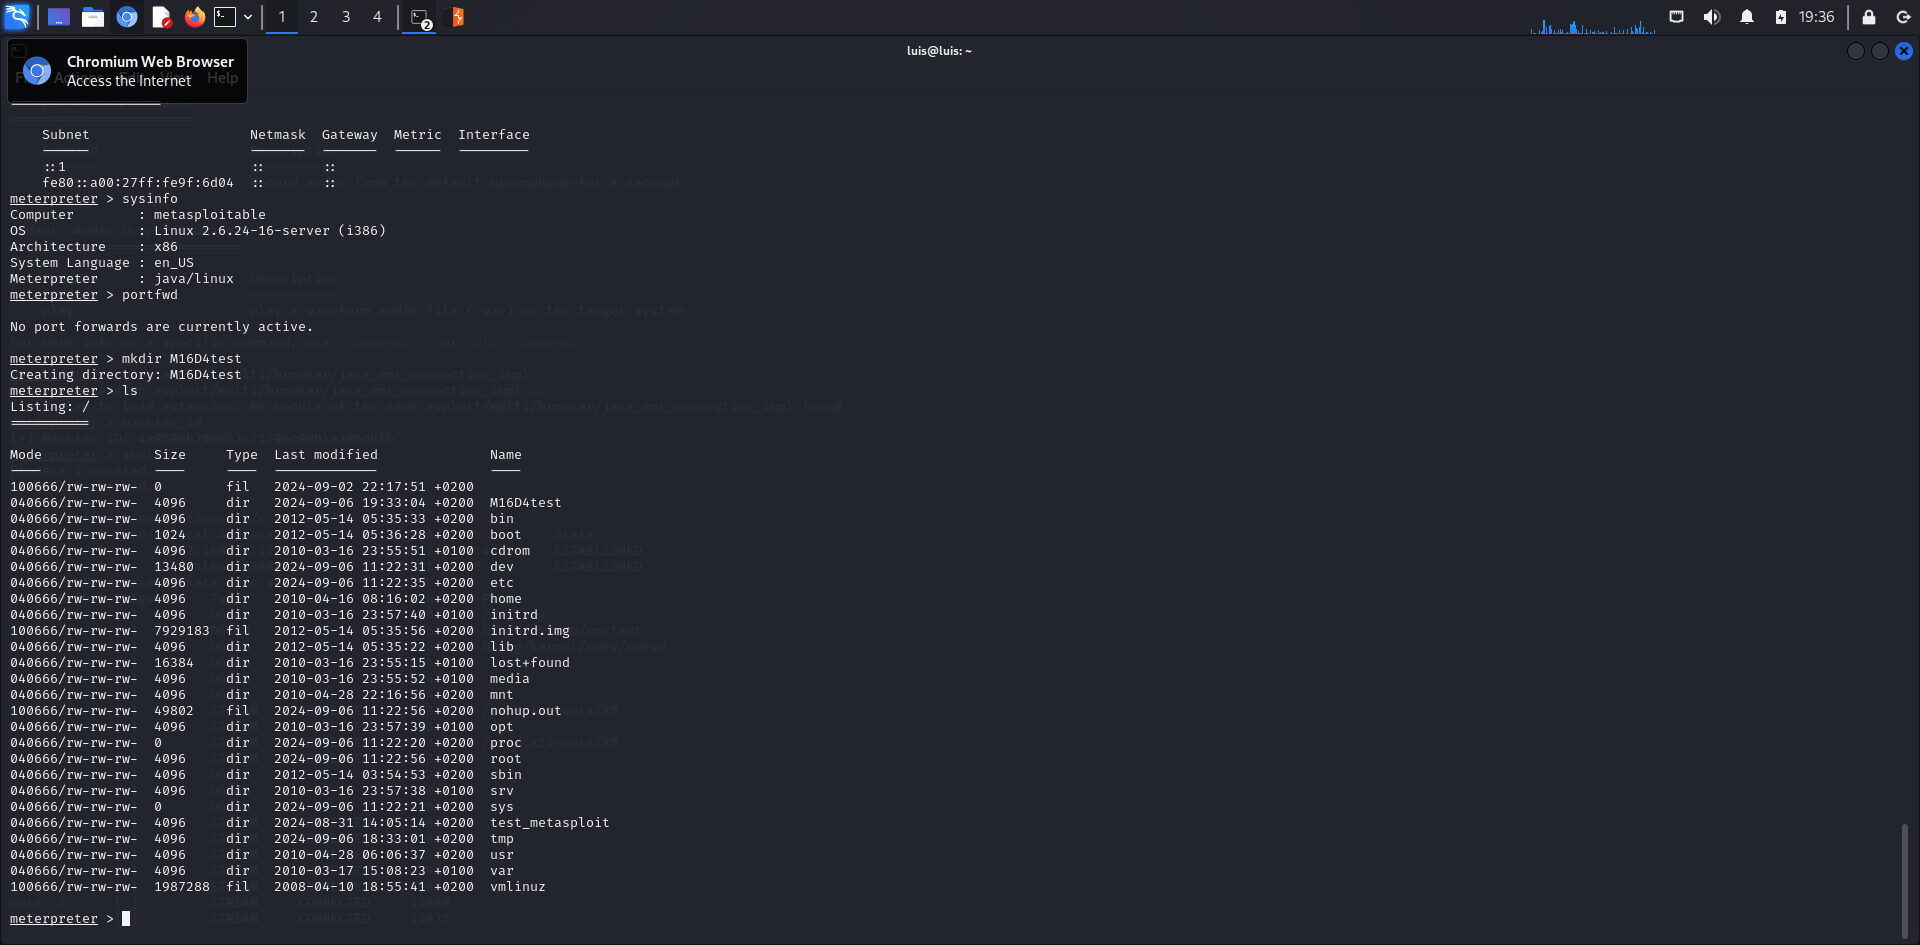 1 2 3 4 2 19:36
luis@luis: ~
Chromium Web Browser
Access the Internet
Help
Subnet Netmask Gateway Metric Interface
::1 :: ::
fe80::a00:27ff:fe9f:6d04 :: ::
meterpreter > sysinfo
Computer : metasploitable
OS : Linux 2.6.24-16-server (i386)
Architecture : x86
System Language : en_US
Meterpreter : java/linux
meterpreter > portfwd
No port forwards are currently active.
meterpreter > mkdir M16D4test
Creating directory: M16D4test
meterpreter > ls
Listing: /
==========
Mode Size Type Last modified Name
100666/rw-rw-rw- 0 fil 2024-09-02 22:17:51 +0200
040666/rw-rw-rw- 4096 dir 2024-09-06 19:33:04 +0200 M16D4test
040666/rw-rw-rw- 4096 dir 2012-05-14 05:35:33 +0200 bin
040666/rw-rw-rw- 1024 dir 2012-05-14 05:36:28 +0200 boot
040666/rw-rw-rw- 4096 dir 2010-03-16 23:55:51 +0100 cdrom
040666/rw-rw-rw- 13480 dir 2024-09-06 11:22:31 +0200 dev
040666/rw-rw-rw- 4096 dir 2024-09-06 11:22:35 +0200 etc
040666/rw-rw-rw- 4096 dir 2010-04-16 08:16:02 +0200 home
040666/rw-rw-rw- 4096 dir 2010-03-16 23:57:40 +0100 initrd
100666/rw-rw-rw- 7929183 fil 2012-05-14 05:35:56 +0200 initrd.img
040666/rw-rw-rw- 4096 dir 2012-05-14 05:35:22 +0200 lib
040666/rw-rw-rw- 16384 dir 2010-03-16 23:55:15 +0100 lost+found
040666/rw-rw-rw- 4096 dir 2010-03-16 23:55:52 +0100 media
040666/rw-rw-rw- 4096 dir 2010-04-28 22:16:56 +0200 mnt
100666/rw-rw-rw- 49802 fil 2024-09-06 11:22:56 +0200 nohup.out
040666/rw-rw-rw- 4096 dir 2010-03-16 23:57:39 +0100 opt
040666/rw-rw-rw- 0 dir 2024-09-06 11:22:20 +0200 proc
040666/rw-rw-rw- 4096 dir 2024-09-06 11:22:56 +0200 root
040666/rw-rw-rw- 4096 dir 2012-05-14 03:54:53 +0200 sbin
040666/rw-rw-rw- 4096 dir 2010-03-16 23:57:38 +0100 srv
040666/rw-rw-rw- 0 dir 2024-09-06 11:22:21 +0200 sys
040666/rw-rw-rw- 4096 dir 2024-08-31 14:05:14 +0200 test_metasploit
040666/rw-rw-rw- 4096 dir 2024-09-06 18:33:01 +0200 tmp
040666/rw-rw-rw- 4096 dir 2010-04-28 06:06:37 +0200 usr
040666/rw-rw-rw- 4096 dir 2010-03-17 15:08:23 +0100 var
100666/rw-rw-rw- 1987288 fil 2008-04-10 18:55:41 +0200 vmlinuz
meterpreter >